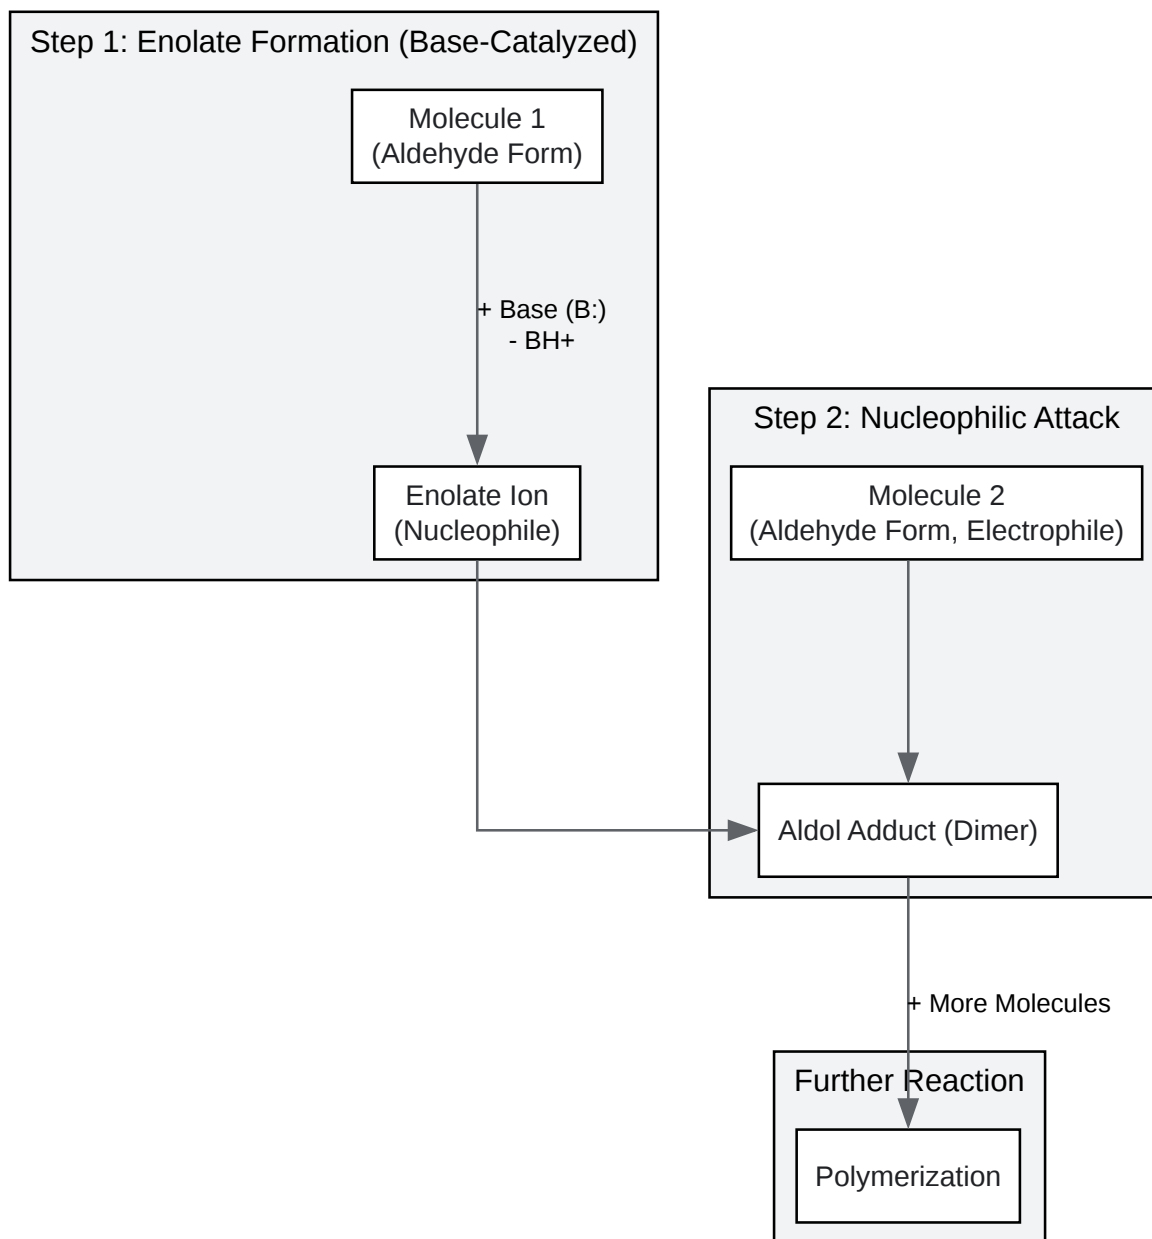 Step 1: Enolate Formation (Base-Catalyzed)
Molecule 1
(Aldehyde Form)
+ Base (B:)
- BH+
Enolate Ion
(Nucleophile)
Step 2: Nucleophilic Attack
Molecule 2
(Aldehyde Form, Electrophile)
Aldol Adduct (Dimer)
+ More Molecules
Further Reaction
Polymerization